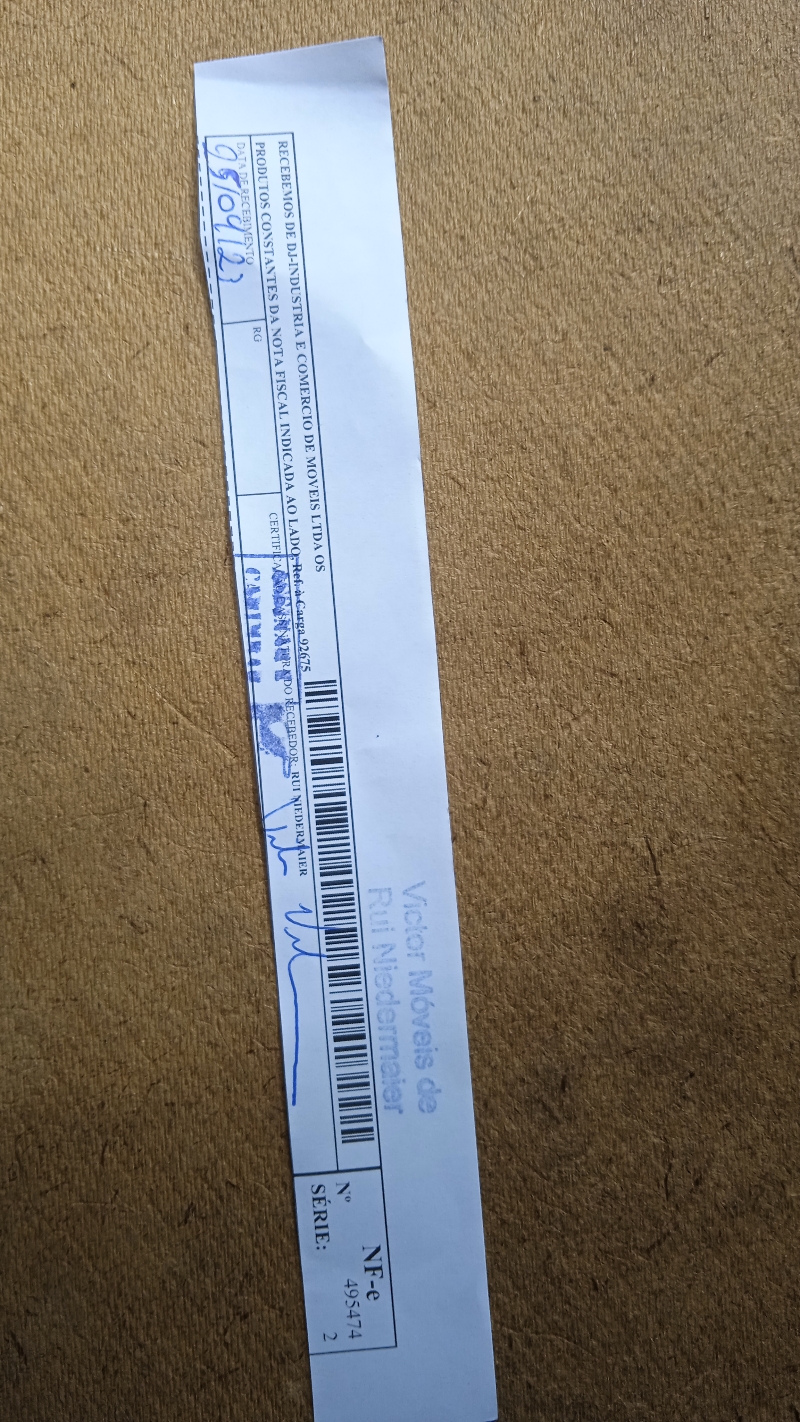 RECEBEMOS DE DJ-INDUSTRIA E COMERCIO DE MOVEIS LTDA OS
PRODUTOS CONSTANTES DA NOTA FISCAL INDICADA AO LADO, Ref. à Carga 92675
DATA DE RECEBIMENTO
RG
RECEBEDOR: RUI NIEDERMAIER
NF-e
Nº 495474
SÉRIE: 2
Victor Móveis de
Rui Niedermaier